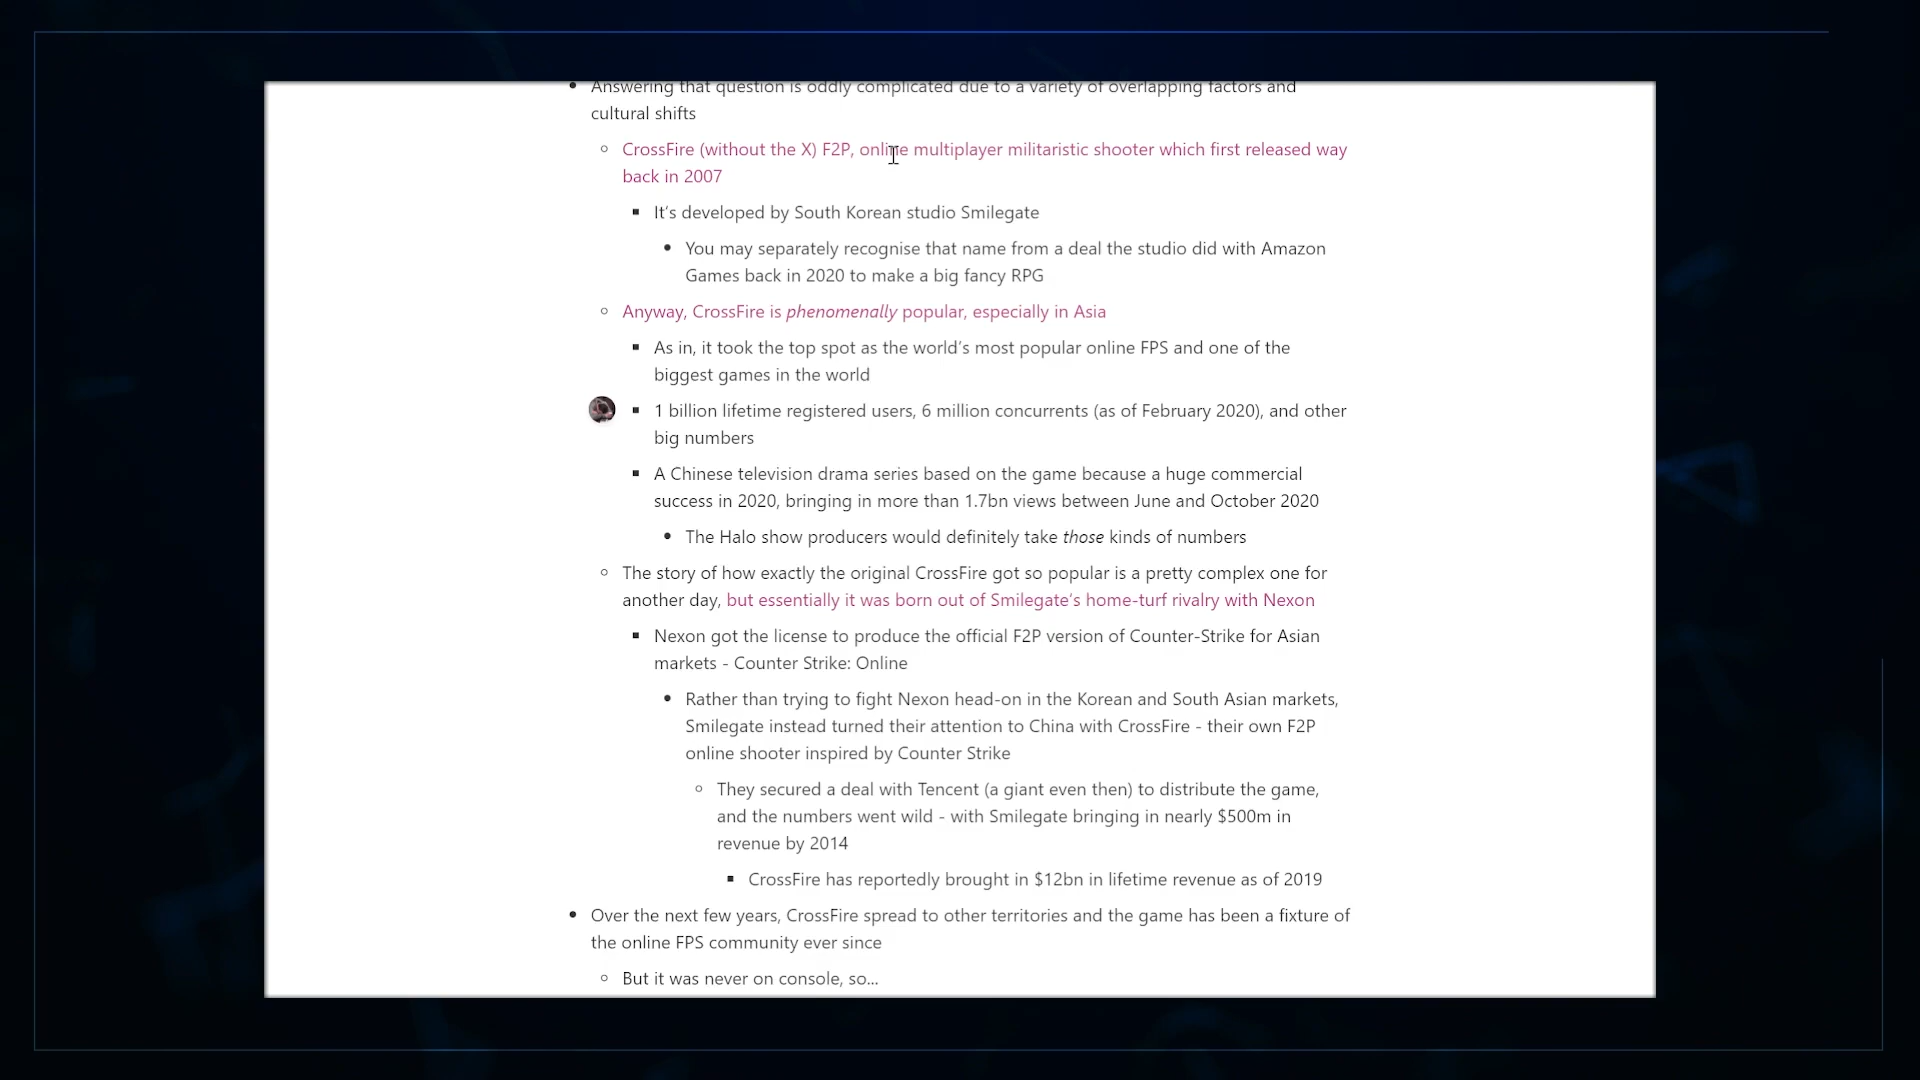 Answering that question is oddly complicated due to a variety of overlapping factors and
cultural shifts
CrossFire (without the X) F2P, online multiplayer militaristic shooter which first released way
back in 2007
It's developed by South Korean studio Smilegate
You may separately recognise that name from a deal the studio did with Amazon
Games back in 2020 to make a big fancy RPG
Anyway, CrossFire is phenomenally popular, especially in Asia
As in, it took the top spot as the world's most popular online FPS and one of the
biggest games in the world
1 billion lifetime registered users, 6 million concurrents (as of February 2020), and other
big numbers
A Chinese television drama series based on the game because a huge commercial
success in 2020, bringing in more than 1.7bn views between June and October 2020
The Halo show producers would definitely take those kinds of numbers
The story of how exactly the original CrossFire got so popular is a pretty complex one for
another day, but essentially it was born out of Smilegate's home-turf rivalry with Nexon
Nexon got the license to produce the official F2P version of Counter-Strike for Asian
markets - Counter Strike: Online
Rather than trying to fight Nexon head-on in the Korean and South Asian markets,
Smilegate instead turned their attention to China with CrossFire - their own F2P
online shooter inspired by Counter Strike
They secured a deal with Tencent (a giant even then) to distribute the game,
and the numbers went wild - with Smilegate bringing in nearly $500m in
revenue by 2014
CrossFire has reportedly brought in $12bn in lifetime revenue as of 2019
Over the next few years, CrossFire spread to other territories and the game has been a fixture of
the online FPS community ever since
But it was never on console, so...